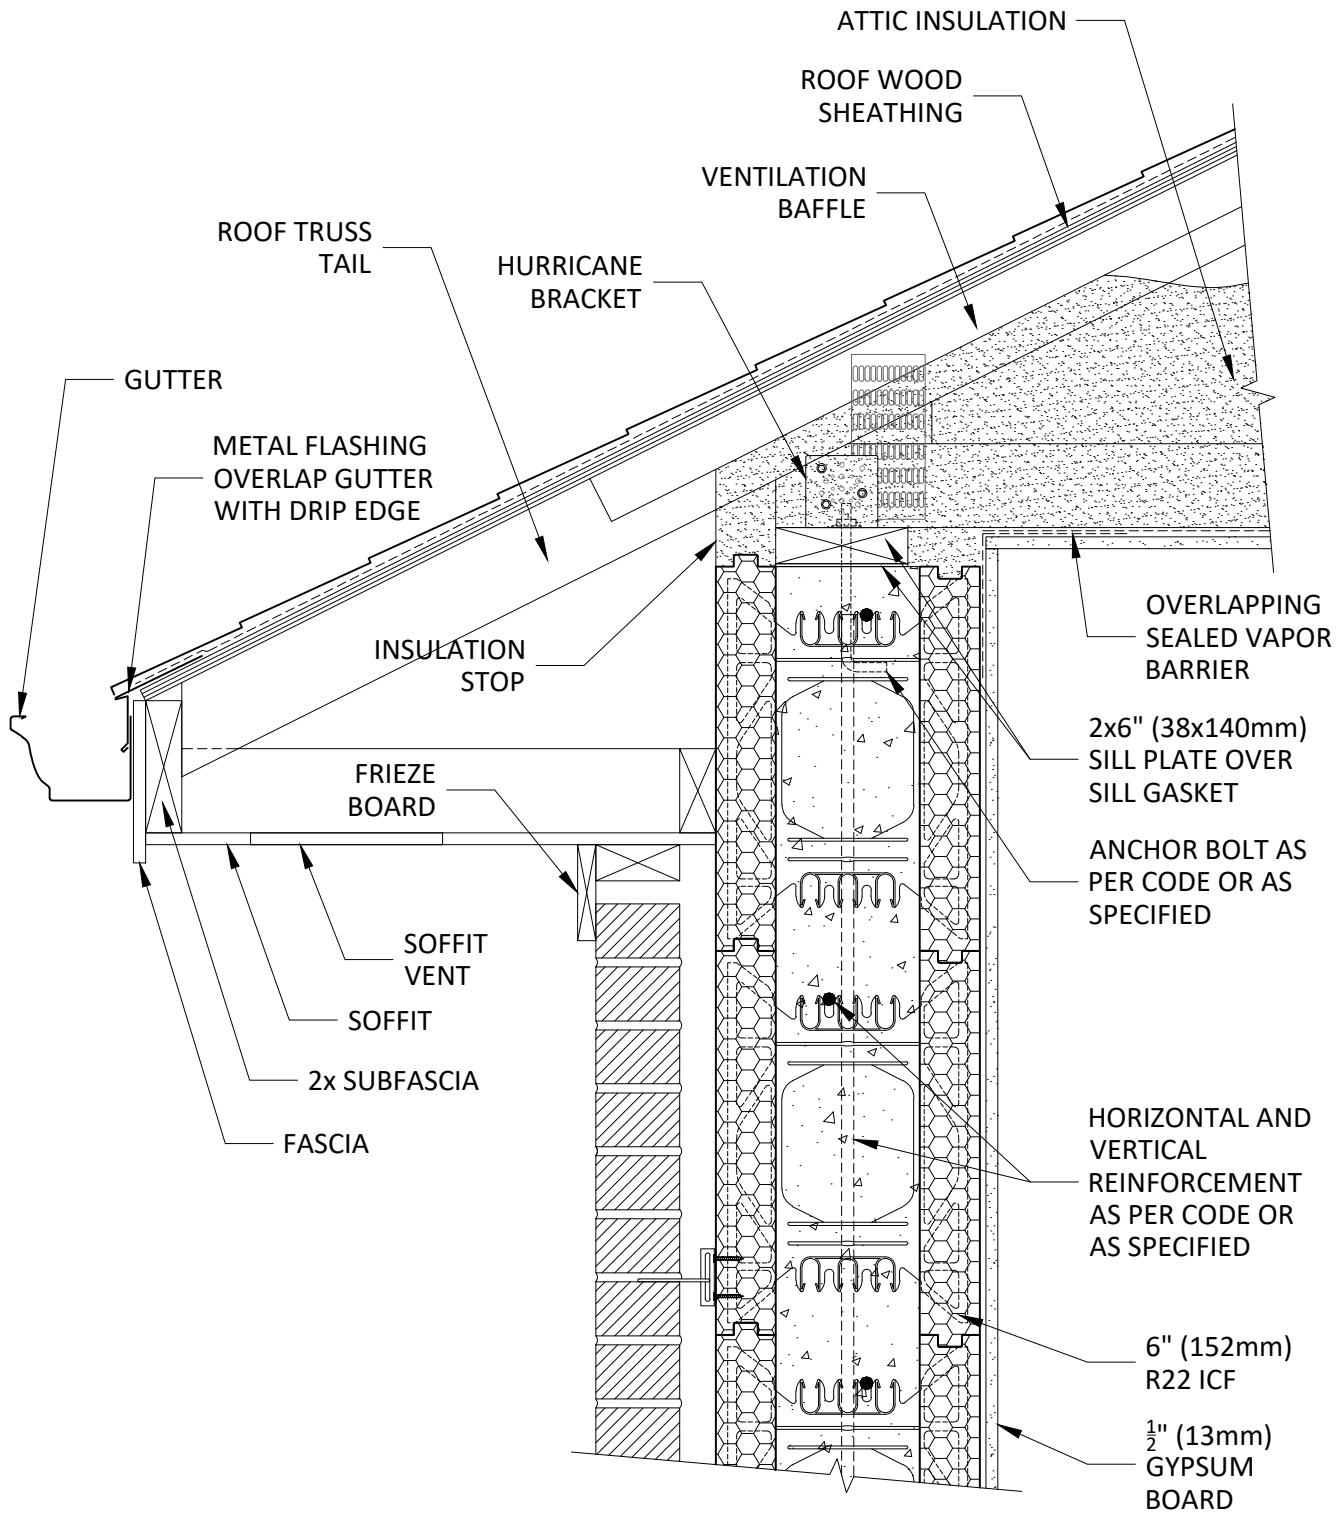 ATTIC INSULATION
ROOF WOOD
SHEATHING
VENTILATION
BAFFLE
ROOF TRUSS
TAIL
HURRICANE
BRACKET
GUTTER
METAL FLASHING
OVERLAP GUTTER
WITH DRIP EDGE
INSULATION
STOP
OVERLAPPING
SEALED VAPOR
BARRIER
2x6" (38x140mm)
SILL PLATE OVER
SILL GASKET
FRIEZE
BOARD
ANCHOR BOLT AS
PER CODE OR AS
SPECIFIED
SOFFIT
VENT
SOFFIT
2x SUBFASCIA
FASCIA
HORIZONTAL AND
VERTICAL
REINFORCEMENT
AS PER CODE OR
AS SPECIFIED
6" (152mm)
R22 ICF
1/2" (13mm)
GYPSUM
BOARD